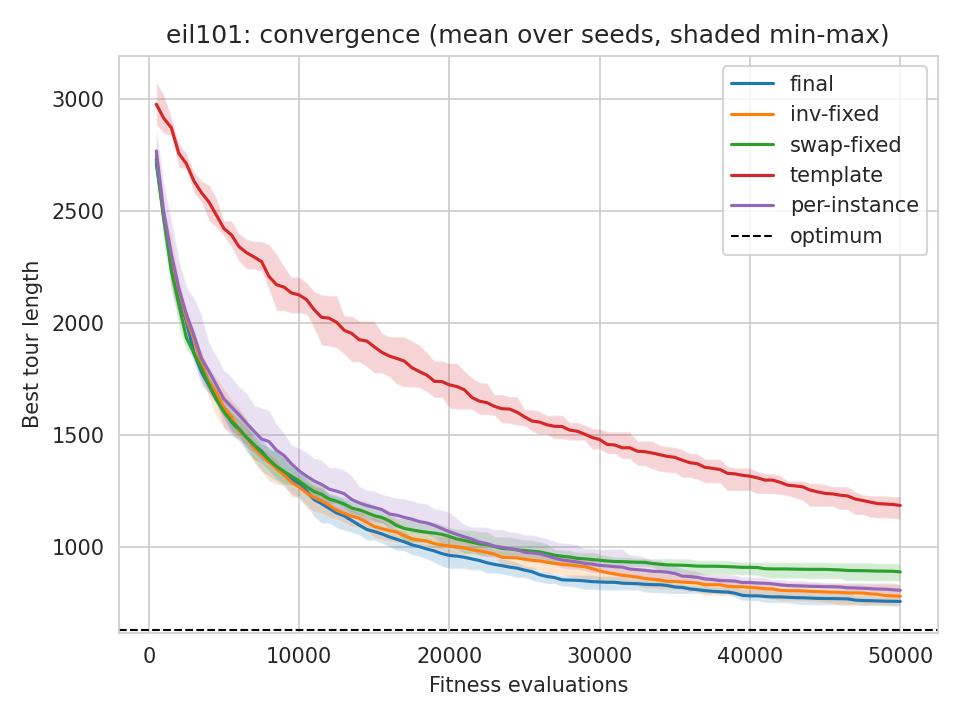 eil101: convergence (mean over seeds, shaded min-max)
final
inv-fixed
swap-fixed
template
per-instance
optimum
Best tour length
3000
2500
2000
1500
1000
0
10000
20000
30000
40000
50000
Fitness evaluations